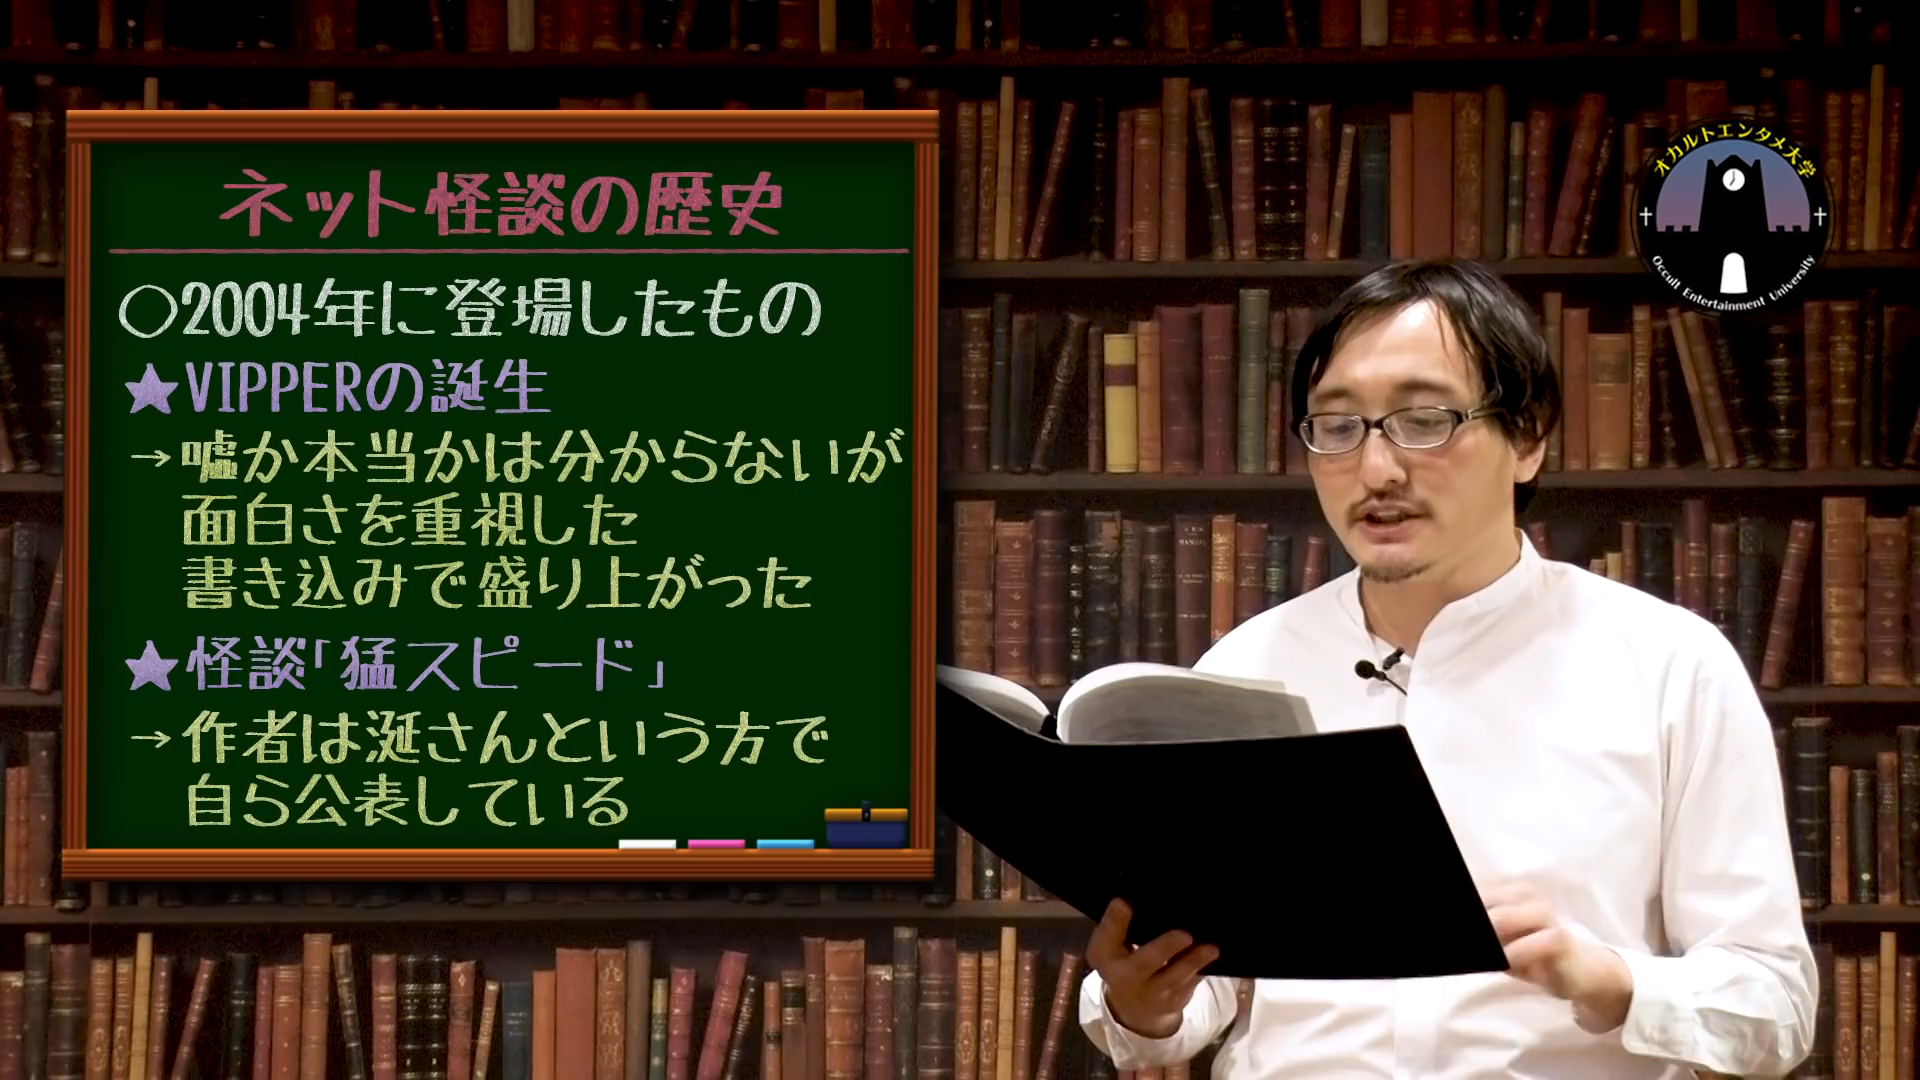 ネット怪談の歴史
○2004年に登場したもの
★VIPPERの誕生
→嘘か本当かは分からないが
面白さを重視した
書き込みで盛り上がった
★怪談「猛スピード」
→作者は涎さんという方で
自ら公表している
オカルトエンタメ大学
Occult Entertainment University